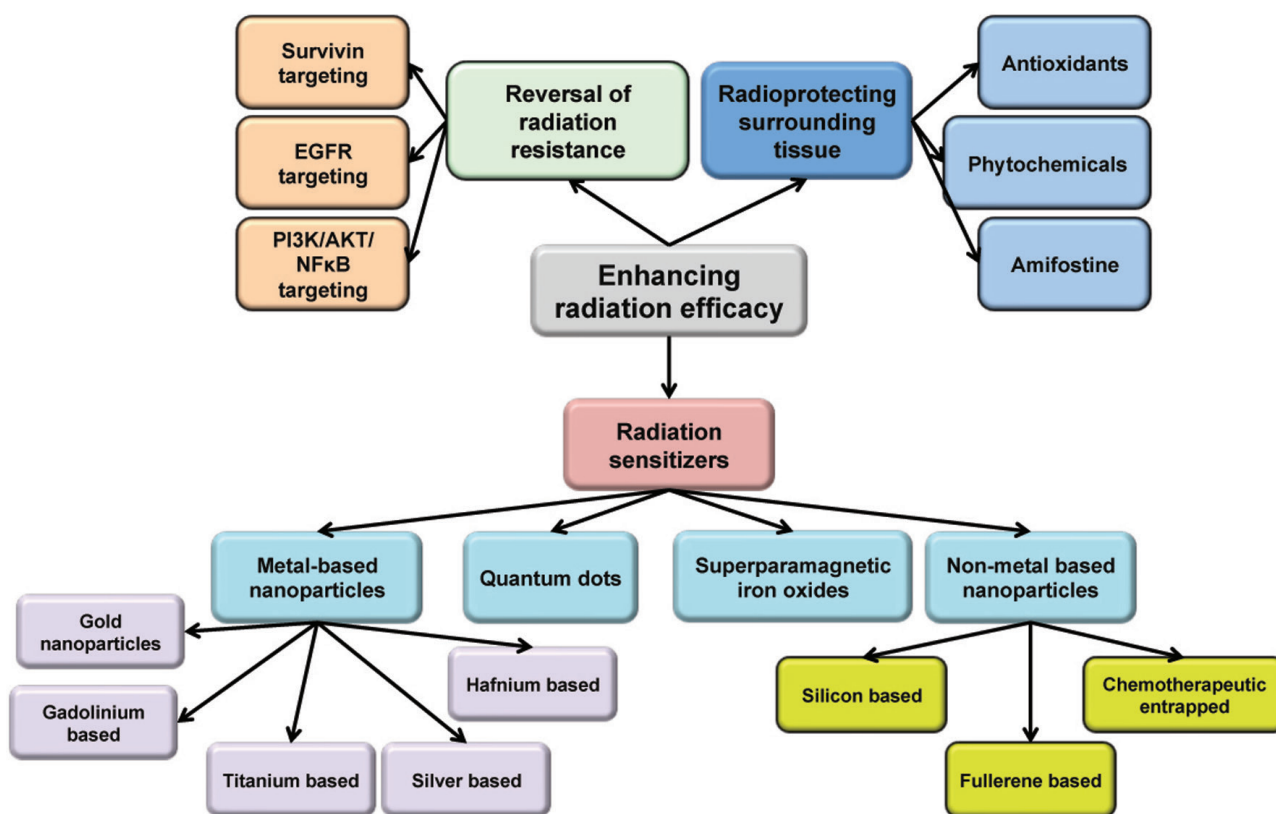 Survivin
targeting
EGFR
targeting
PI3K/AKT/
NFκB
targeting
Reversal of
radiation
resistance
Radioprotecting
surrounding
tissue
Antioxidants
Phytochemicals
Amifostine
Enhancing
radiation efficacy
Radiation
sensitizers
Metal-based
nanoparticles
Quantum dots
Superparamagnetic
iron oxides
Non-metal based
nanoparticles
Gold
nanoparticles
Gadolinium
based
Titanium based
Silver based
Hafnium based
Silicon based
Fullerene based
Chemotherapeutic
entrapped